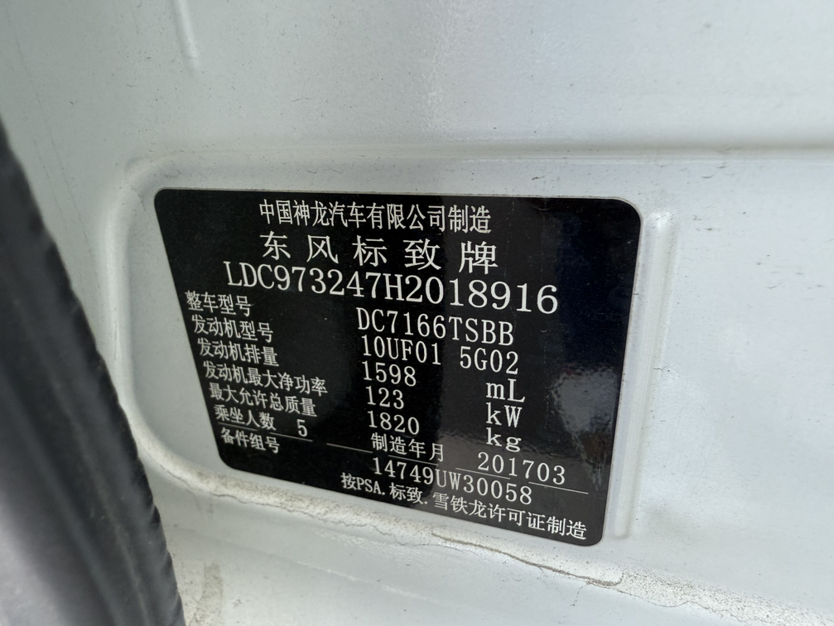 中国神龙汽车有限公司制造
东风标致牌
LDC973247H2018916
整车型号 DC7166TSBB
发动机型号 10UF01 5G02
发动机排量 1598 mL
发动机最大净功率 123 kW
最大允许总质量 1820 kg
乘坐人数 5 制造年月 201703
备件组号 14749UW30058
按PSA.标致.雪铁龙许可证制造